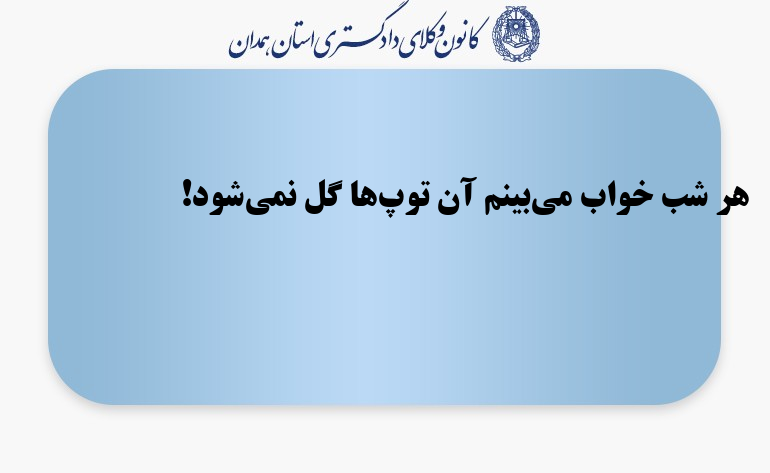 کانون وکلای دادگستری استان همدان
هر شب خواب می‌بینم آن توپ‌ها گل نمی‌شود!